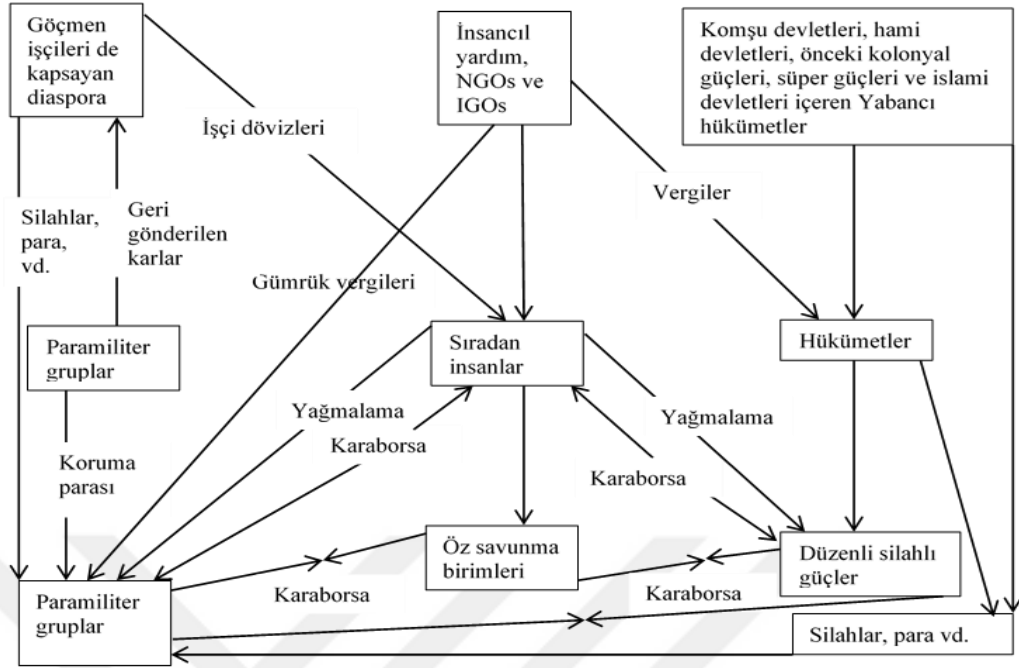 Göçmen
işçileri de
kapsayan
diaspora
İnsancıl
yardım,
NGOs ve
IGOs
Komşu devletleri, hami
devletleri, önceki kolonyal
güçleri, süper güçleri ve islami
devletleri içeren Yabancı
hükümetler
İşçi dövizleri
Vergiler
Silahlar,
para,
vd.
Geri
gönderilen
karlar
Gümrük vergileri
Paramiliter
gruplar
Sıradan
insanlar
Hükümetler
Yağmalama
Karaborsa
Yağmalama
Karaborsa
Koruma
parası
Öz savunma
birimleri
Düzenli silahlı
güçler
Paramiliter
gruplar
Karaborsa
Karaborsa
Silahlar, para vd.